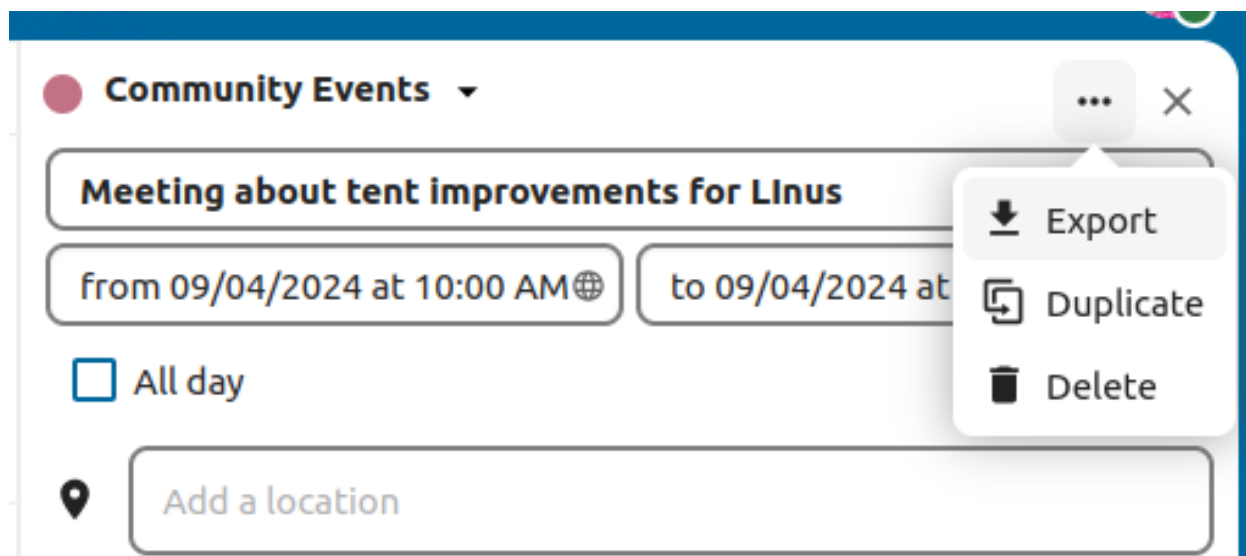 Community Events
Meeting about tent improvements for LInus
from 09/04/2024 at 10:00 AM
to 09/04/2024 at
All day
Add a location
Export
Duplicate
Delete